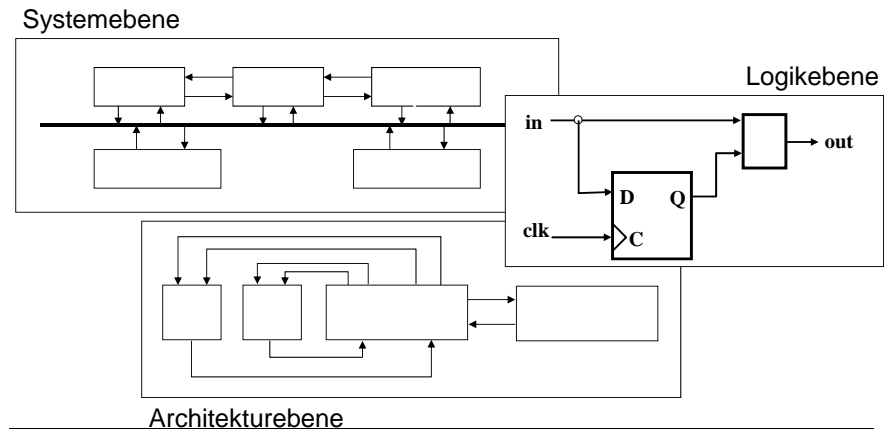 Systemebene
Logikebene
in
out
D Q
clk
C
Architekturebene